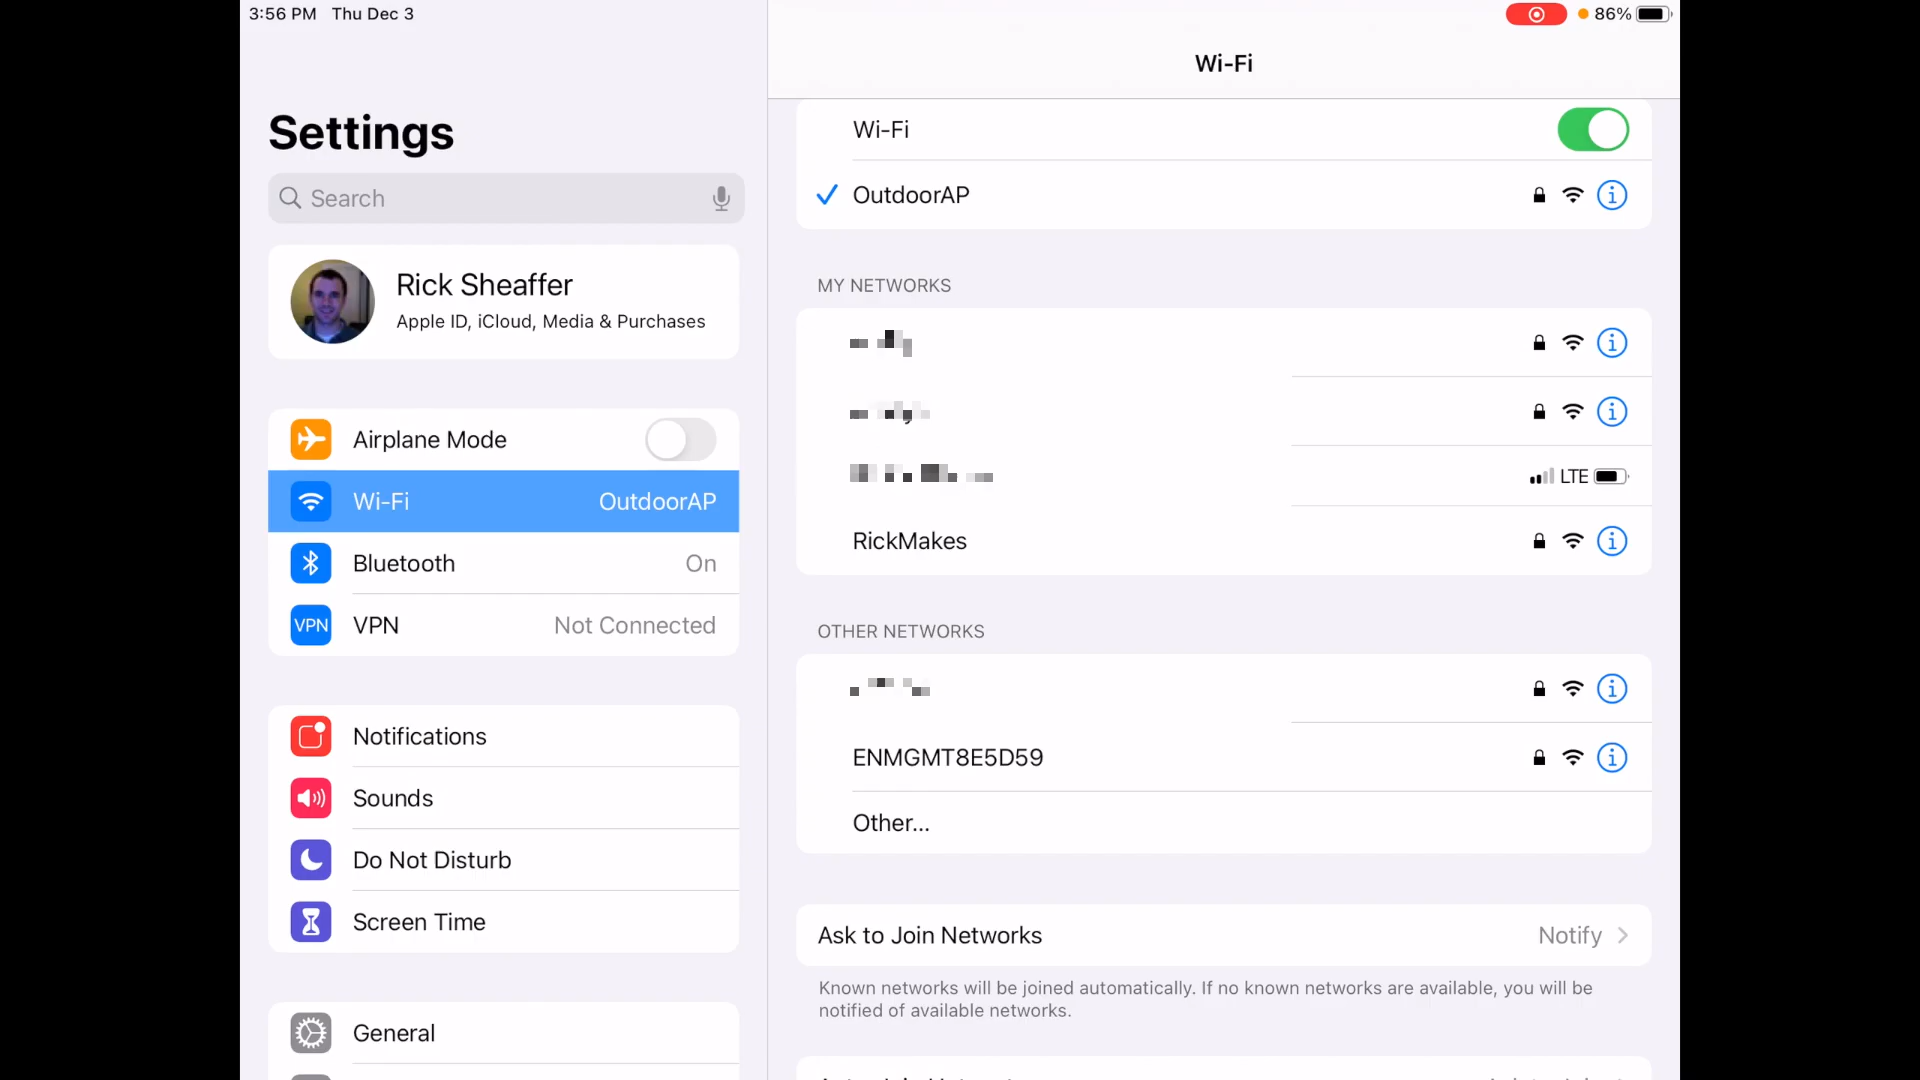 3:56 PM Thu Dec 3
86%
Wi-Fi
Settings
Search
Rick Sheaffer
Apple ID, iCloud, Media & Purchases
Airplane Mode
Wi-Fi OutdoorAP
Bluetooth On
VPN VPN Not Connected
Notifications
Sounds
Do Not Disturb
Screen Time
General
Wi-Fi
OutdoorAP
MY NETWORKS
LTE
RickMakes
OTHER NETWORKS
ENMGMT8E5D59
Other...
Ask to Join Networks Notify
Known networks will be joined automatically. If no known networks are available, you will be
notified of available networks.